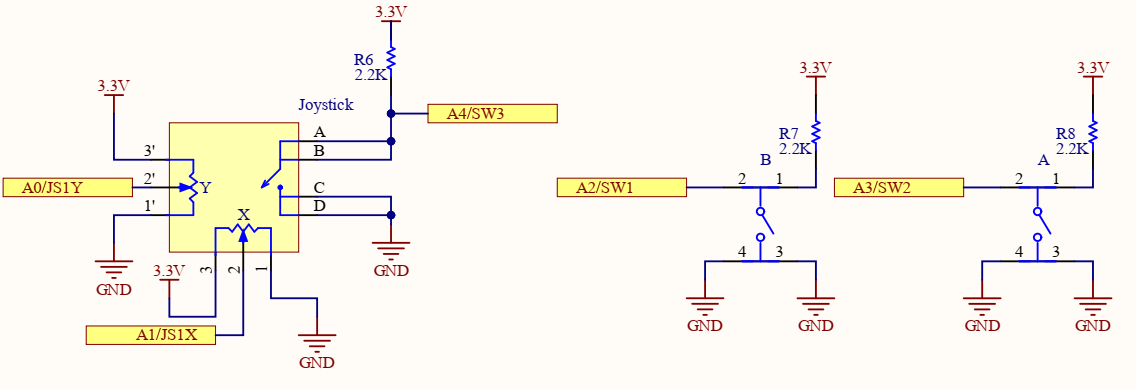 3.3V
R6
2.2K
3.3V
3.3V
3.3V
Joystick
A4/SW3
A
R7
2.2K
R8
2.2K
B
3'
B
A
A0/JS1Y
2'
Y
C
A2/SW1
2
1
A3/SW2
2
1
1'
X
D
4
3
4
3
3.3V
3
2
1
GND
GND
GND
GND
GND
GND
A1/JS1X
GND